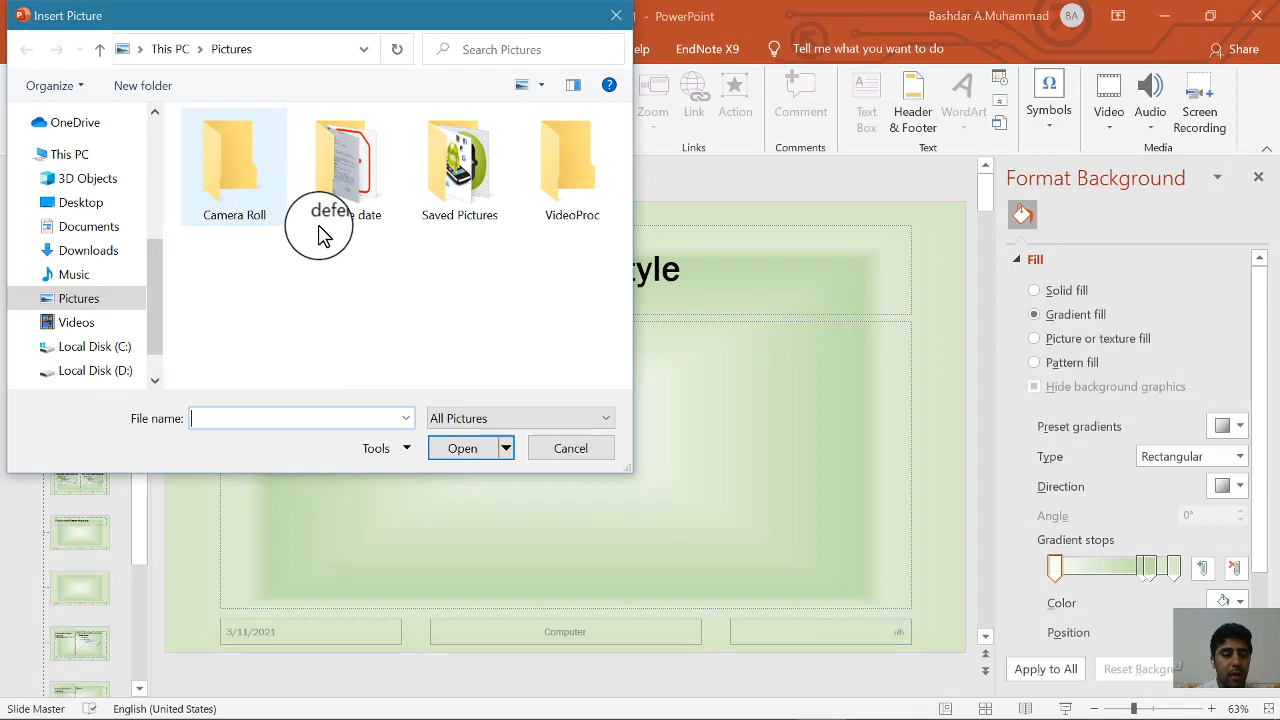 Insert Picture
PowerPoint
Bashdar A.Muhammad
BA
This PC
Pictures
Search Pictures
EndNote X9
Tell me what you want to do
Share
Organize
New folder
OneDrive
This PC
3D Objects
Documents
Desktop
Downloads
Music
Pictures
Videos
Local Disk (C:)
Local Disk (D:)
Camera Roll
date
Saved Pictures
VideoProc
File name:
All Pictures
Tools
Open
Cancel
Zoom
Link
Action
Links
Comment
Comments
Text
Box
Header
& Footer
WordArt
Text
Symbols
Video
Audio
Screen
Recording
Media
Format Background
Fill
Solid fill
Gradient fill
Picture or texture fill
Pattern fill
Hide background graphics
Preset gradients
Type
Rectangular
Direction
Angle
0°
Gradient stops
Color
Position
Apply to All
3/11/2021
Computer
Slide Master
English (United States)
63%